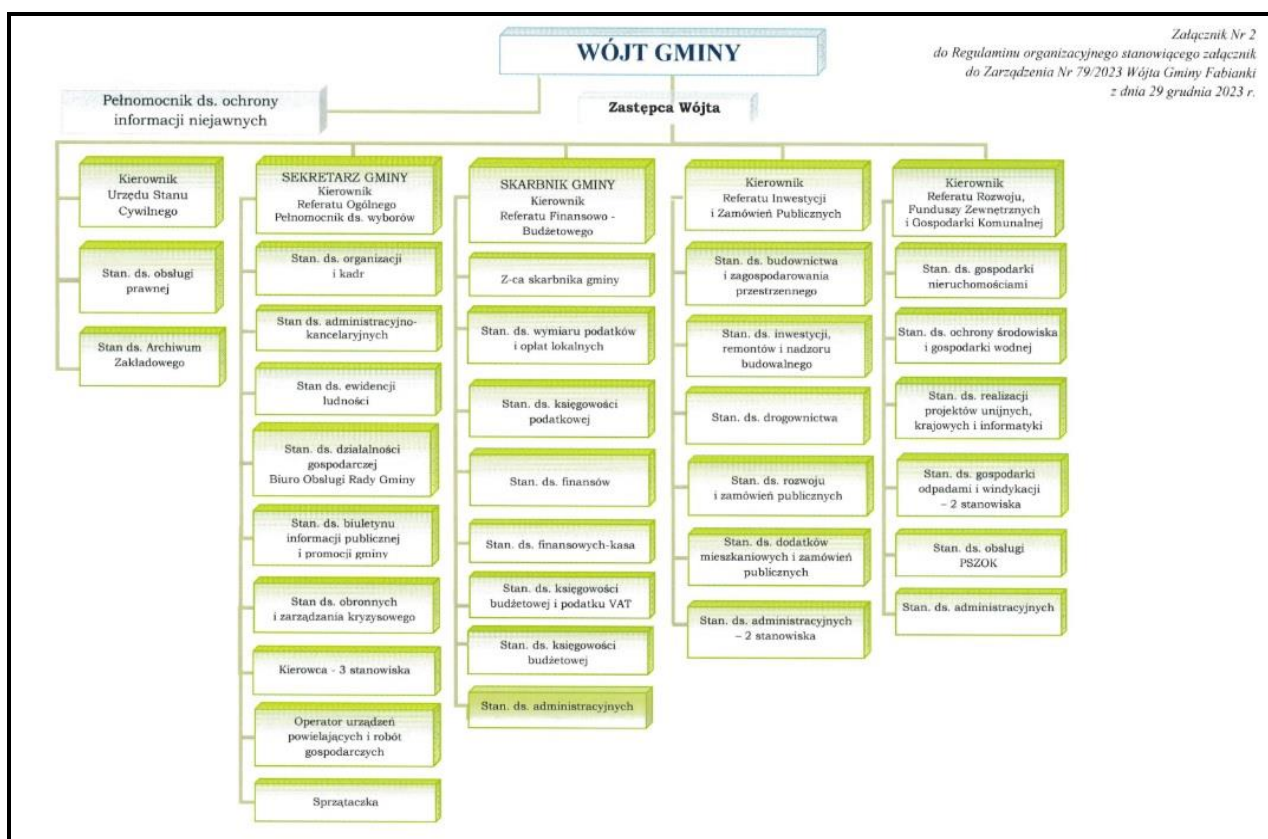 WÓJT GMINY
Załącznik Nr 2
do Regulaminu organizacyjnego stanowiącego załącznik
do Zarządzenia Nr 79/2023 Wójta Gminy Fabianki
z dnia 29 grudnia 2023 r.
Pełnomocnik ds. ochrony
informacji niejawnych
Zastępca Wójta
Kierownik
Urzędu Stanu
Cywilnego
Stan. ds. obsługi
prawnej
Stan ds. Archiwum
Zakładowego
SEKRETARZ GMINY
Kierownik
Referatu Ogólnego
Pełnomocnik ds. wyborów
Stan. ds. organizacji
i kadr
Stan ds. administracyjno-
kancelaryjnych
Stan ds. ewidencji
ludności
Stan. ds. działalności
gospodarczej
Biuro Obsługi Rady Gminy
Stan. ds. biuletynu
informacji publicznej
i promocji gminy
Stan ds. obronnych
i zarządzania kryzysowego
Kierowca - 3 stanowiska
Operator urządzeń
powielających i robót
gospodarczych
Sprzątaczka
SKARBNIK GMINY
Kierownik
Referatu Finansowo -
Budżetowego
Z-ca skarbnika gminy
Stan. ds. wymiaru podatków
i opłat lokalnych
Stan. ds. księgowości
podatkowej
Stan. ds. finansów
Stan. ds. finansowych-kasa
Stan. ds. księgowości
budżetowej i podatku VAT
Stan. ds. księgowości
budżetowej
Stan. ds. administracyjnych
Kierownik
Referatu Inwestycji
i Zamówień Publicznych
Stan. ds. budownictwa
i zagospodarowania
przestrzennego
Stan. ds. inwestycji,
remontów i nadzoru
budowalnego
Stan. ds. drogownictwa
Stan. ds. rozwoju
i zamówień publicznych
Stan. ds. dodatków
mieszkaniowych i zamówień
publicznych
Stan. ds. administracyjnych
– 2 stanowiska
Kierownik
Referatu Rozwoju,
Funduszy Zewnętrznych
i Gospodarki Komunalnej
Stan. ds. gospodarki
nieruchomościami
Stan. ds. ochrony środowiska
i gospodarki wodnej
Stan. ds. realizacji
projektów unijnych,
krajowych i informatyki
Stan. ds. gospodarki
odpadami i windykacji
– 2 stanowiska
Stan. ds. obsługi
PSZOK
Stan. ds. administracyjnych